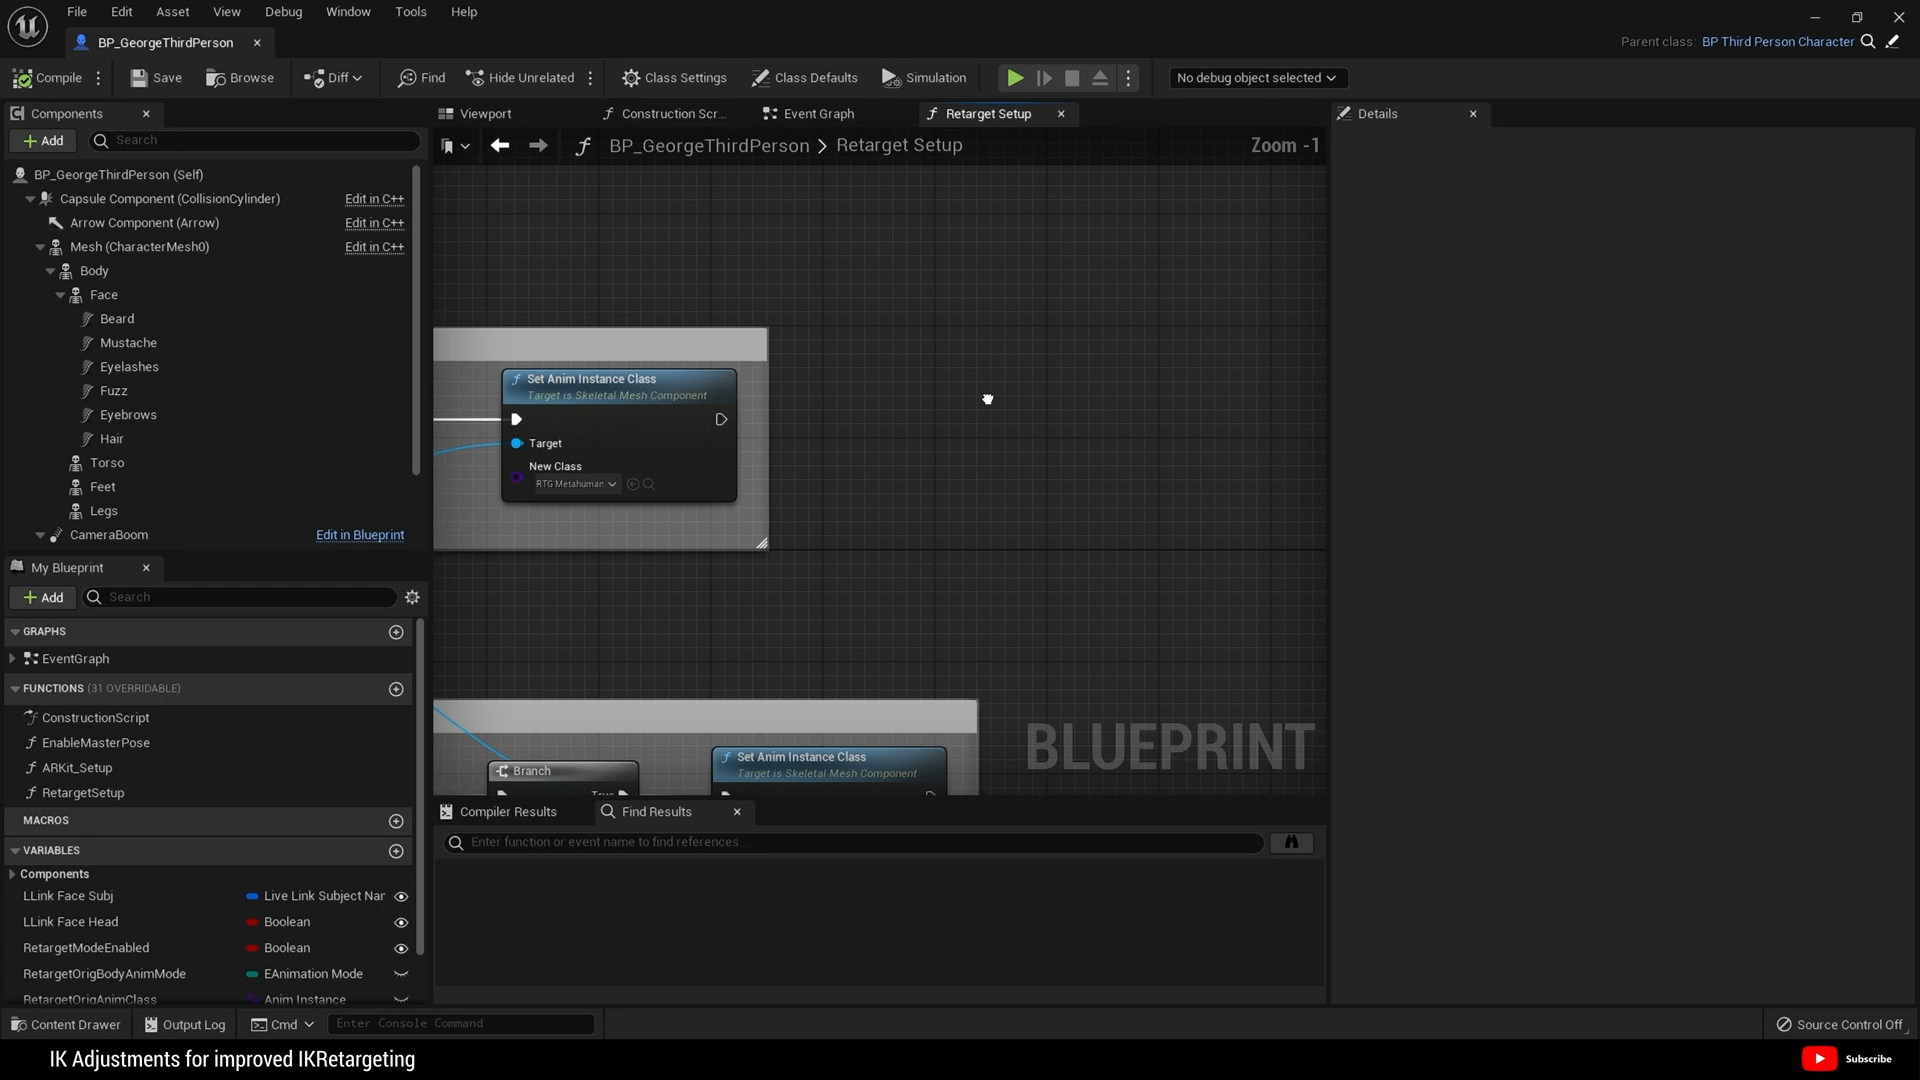 File Edit Asset View Debug Window Tools Help
BP_GeorgeThirdPerson
Parent class: BP Third Person Character
Compile Save Browse Diff Find Hide Unrelated Class Settings Class Defaults Simulation No debug object selected
Components
Viewport Construction Scr... Event Graph Retarget Setup
Details
Add Search
BP_GeorgeThirdPerson > Retarget Setup Zoom -1
BP_GeorgeThirdPerson (Self)
Capsule Component (CollisionCylinder) Edit in C++
Arrow Component (Arrow) Edit in C++
Mesh (CharacterMesh0) Edit in C++
Body
Face
Beard
Mustache
Eyelashes
Fuzz
Eyebrows
Hair
Torso
Feet
Legs
CameraBoom Edit in Blueprint
Set Anim Instance Class
Target is Skeletal Mesh Component
Target
New Class
RTG Metahuman
My Blueprint
Add Search
GRAPHS
EventGraph
FUNCTIONS (31 OVERRIDABLE)
ConstructionScript
EnableMasterPose
ARKit_Setup
RetargetSetup
MACROS
VARIABLES
Components
LLink Face Subj Live Link Subject Nar
LLink Face Head Boolean
RetargetModeEnabled Boolean
RetargetOrigBodyAnimMode EAnimation Mode
RetargetOrigAnimClass Anim Instance
Branch
True
Set Anim Instance Class
Target is Skeletal Mesh Component
BLUEPRINT
Compiler Results Find Results
Enter function or event name to find references...
Content Drawer Output Log Cmd Enter Console Command Source Control Off
IK Adjustments for improved IKRetargeting
Subscribe